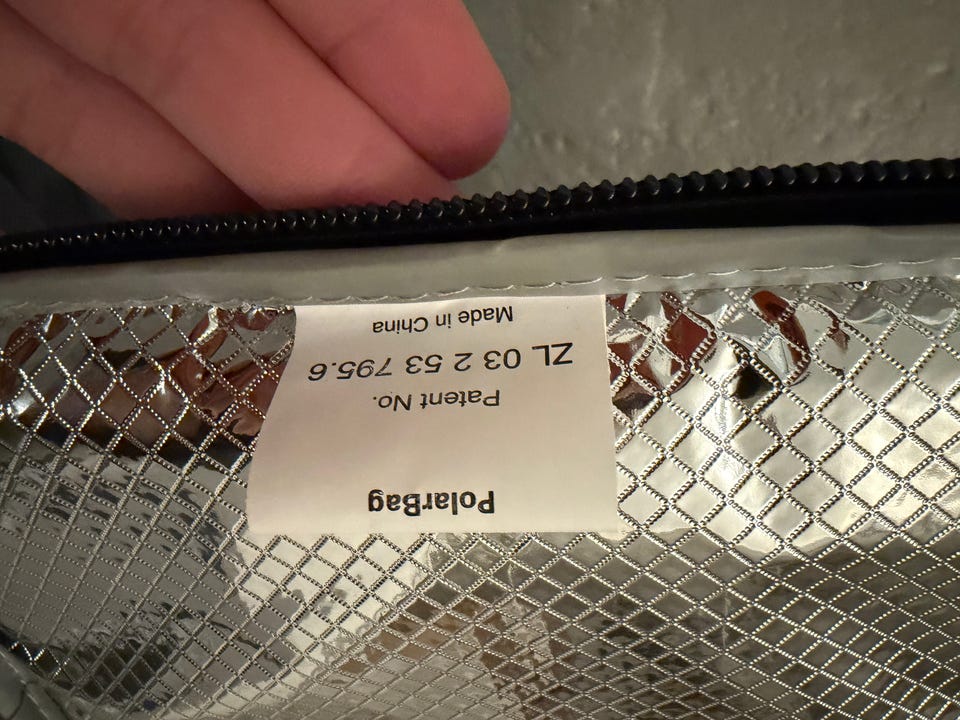 PolarBag
Patent No.
ZL 03 2 53 795.6
Made in China